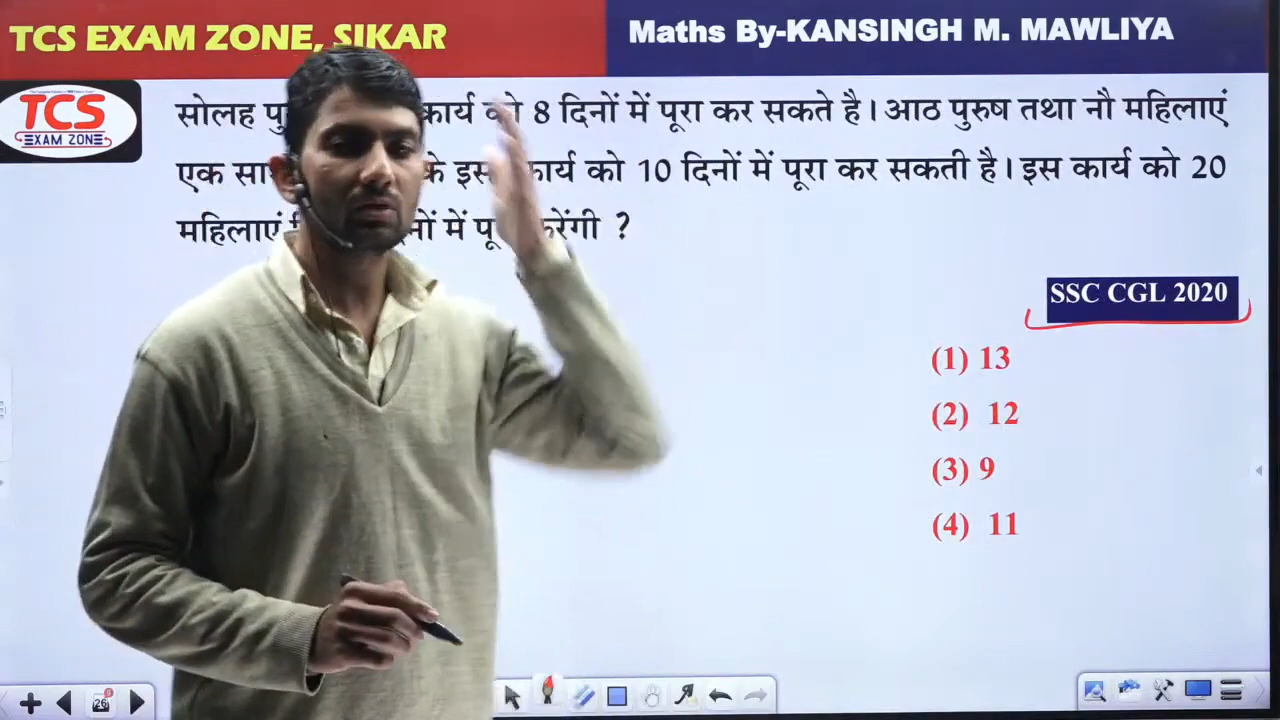 TCS EXAM ZONE, SIKAR
Maths By-KANSINGH M. MAWLIYA
TCS
EXAM ZONE
सोलह कार्य को 8 दिनों में पूरा कर सकते है। आठ पुरुष तथा नौ महिलाएं
एक के इस कार्य को 10 दिनों में पूरा कर सकती है। इस कार्य को 20
महिलाएं में ?
SSC CGL 2020
(1) 13
(2) 12
(3) 9
(4) 11
26